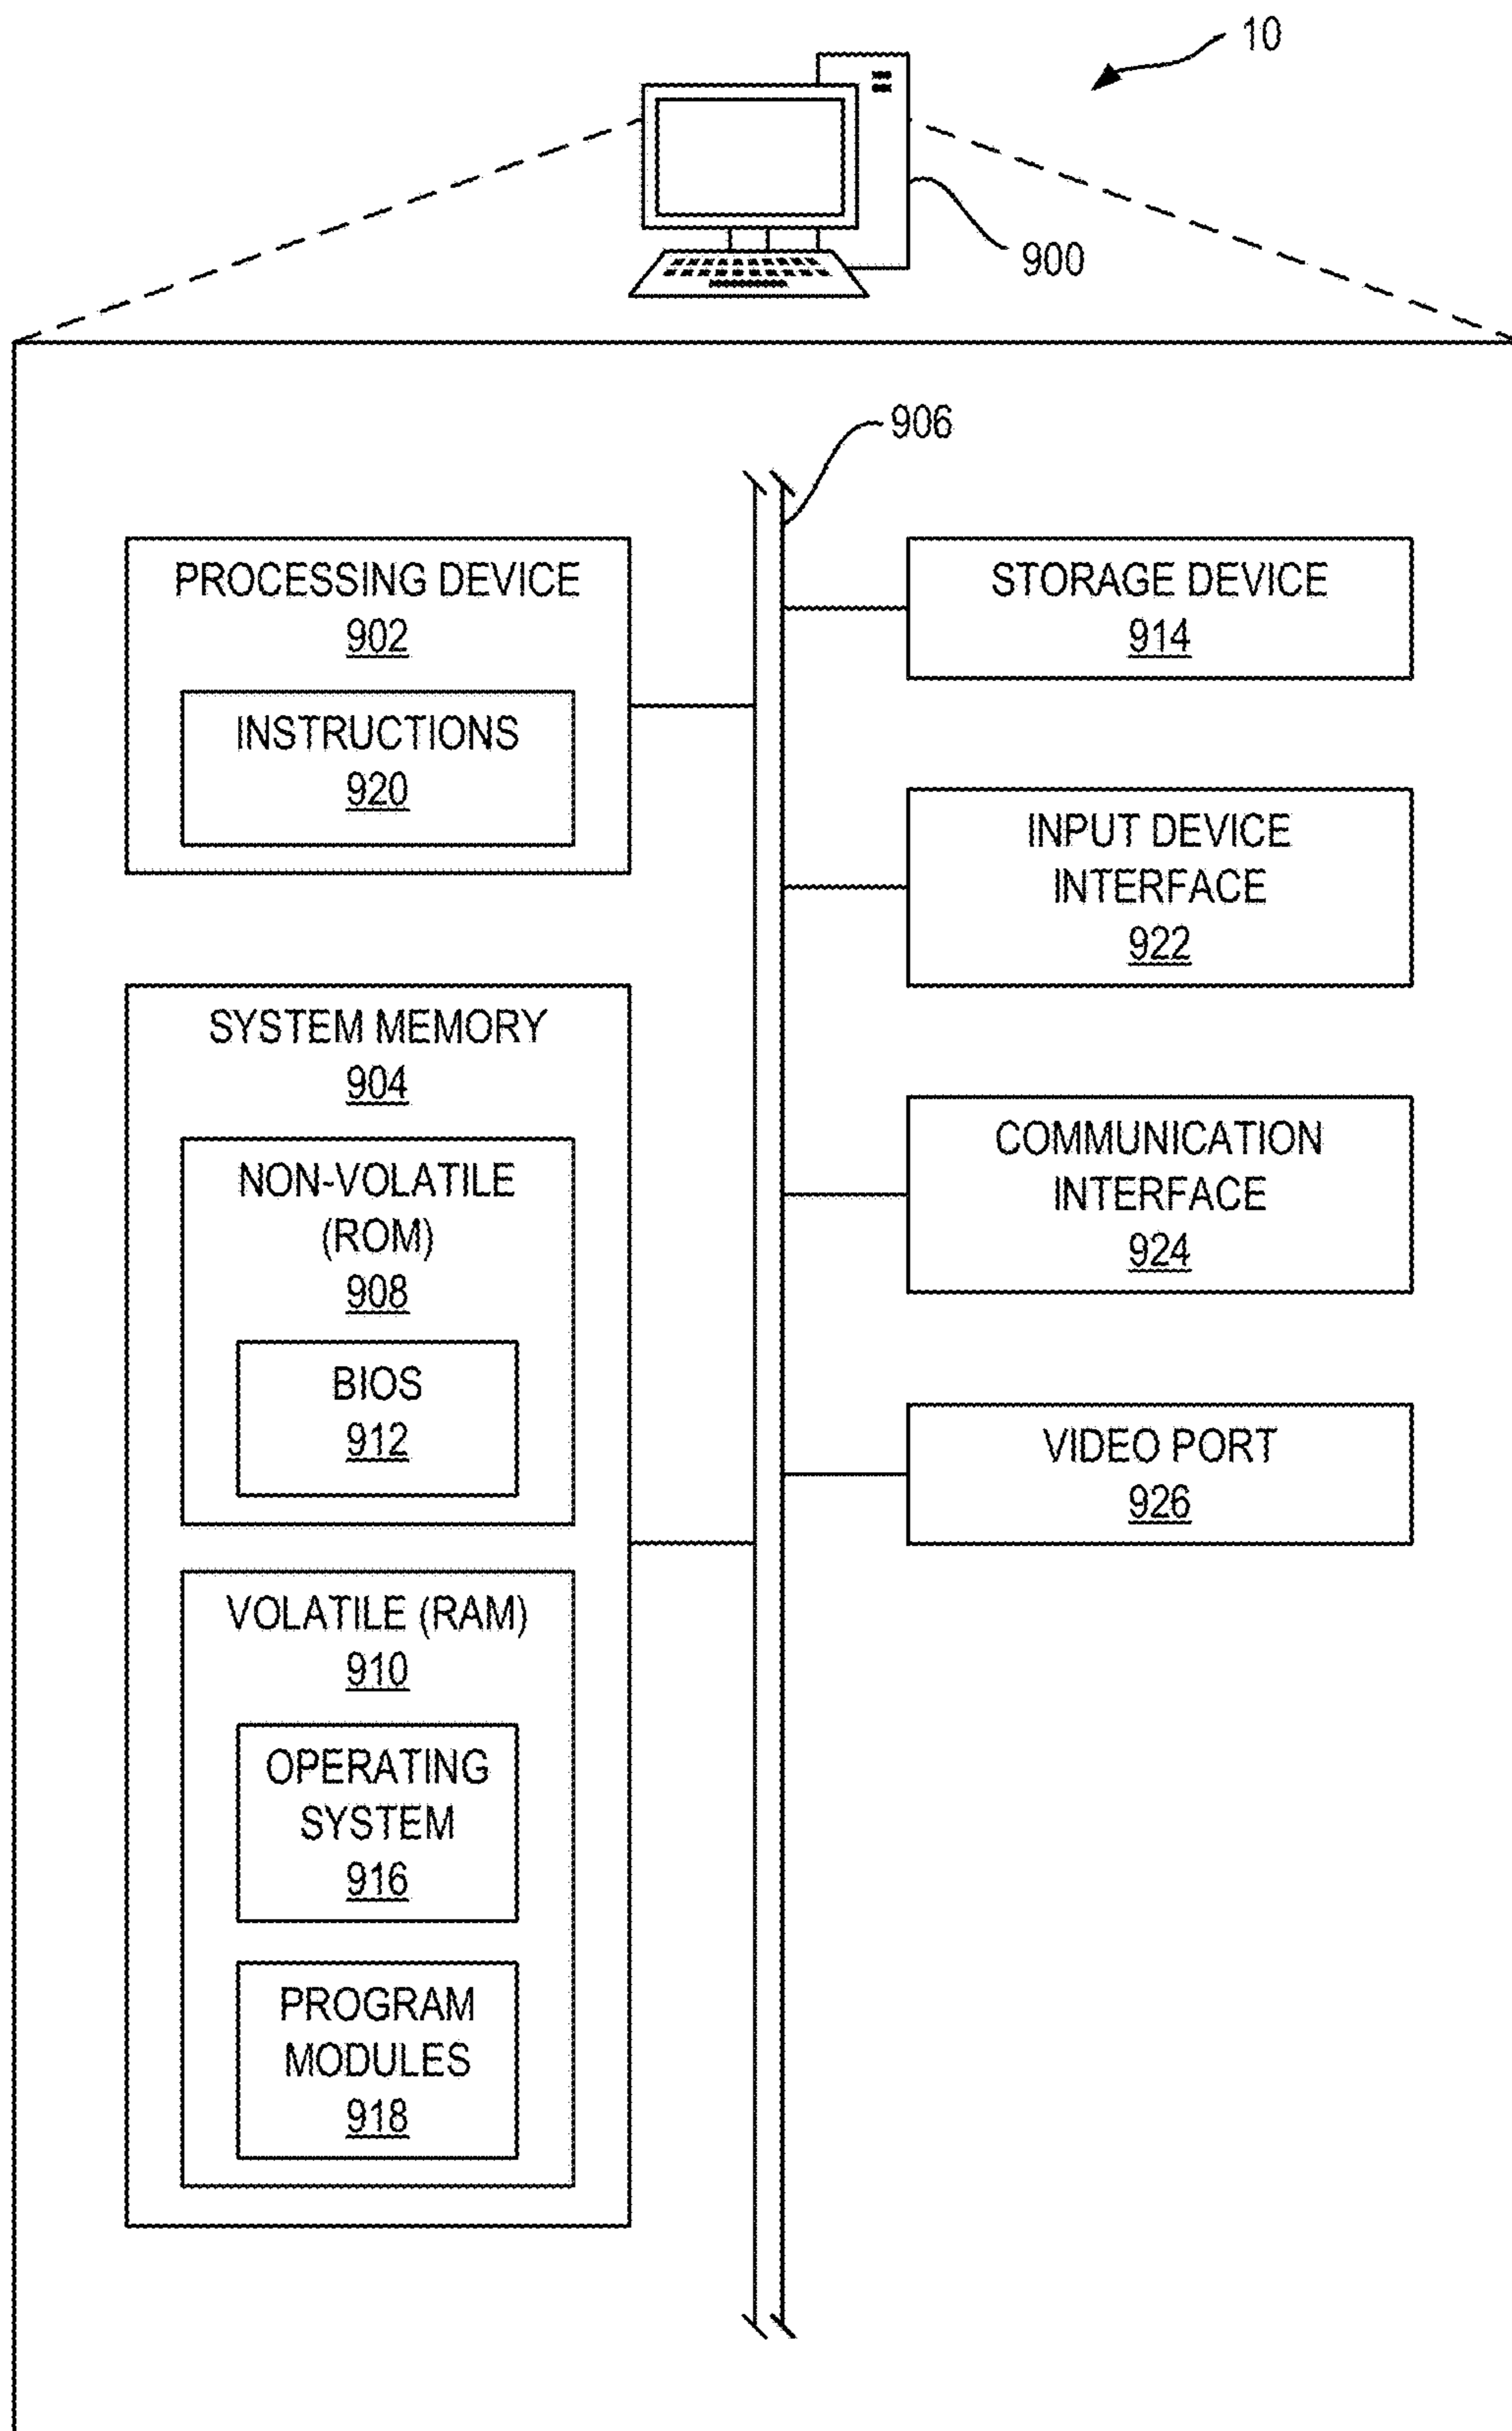 10
900
906
PROCESSING DEVICE
902
INSTRUCTIONS
920
SYSTEM MEMORY
904
NON-VOLATILE
(ROM)
908
BIOS
912
VOLATILE (RAM)
910
OPERATING
SYSTEM
916
PROGRAM
MODULES
918
STORAGE DEVICE
914
INPUT DEVICE
INTERFACE
922
COMMUNICATION
INTERFACE
924
VIDEO PORT
926